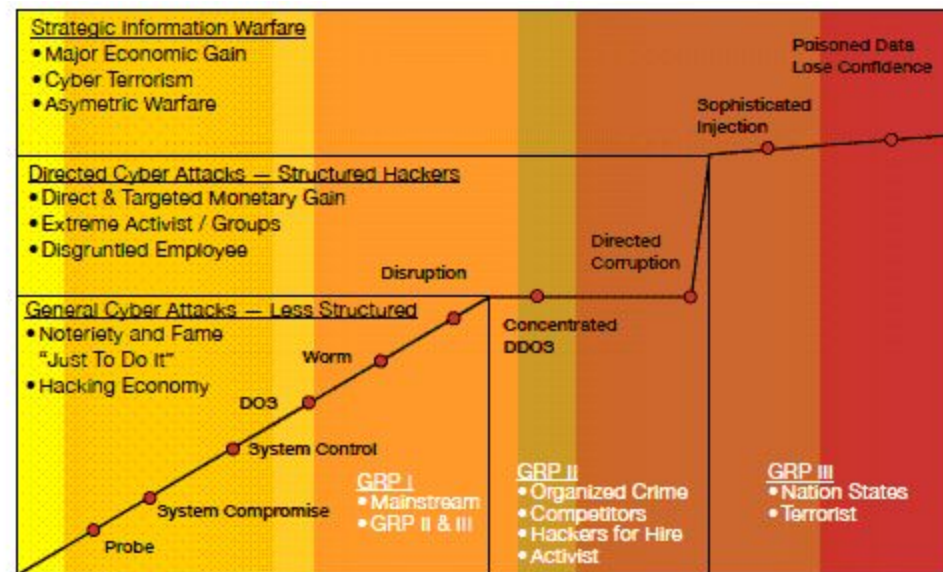 Strategic Information Warfare
• Major Economic Gain
• Cyber Terrorism
• Asymetric Warfare
Poisoned Data
Lose Confidence
Sophisticated
Injection
Directed Cyber Attacks — Structured Hackers
• Direct & Targeted Monetary Gain
• Extreme Activist / Groups
• Disgruntled Employee
Directed
Corruption
Disruption
General Cyber Attacks — Less Structured
• Noteriety and Fame
"Just To Do It"
• Hacking Economy
Concentrated
DDOS
Worm
DOS
System Control
System Compromise
Probe
GRP I
• Mainstream
• GRP II & III
GRP II
• Organized Crime
• Competitors
• Hackers for Hire
• Activist
GRP III
• Nation States
• Terrorist